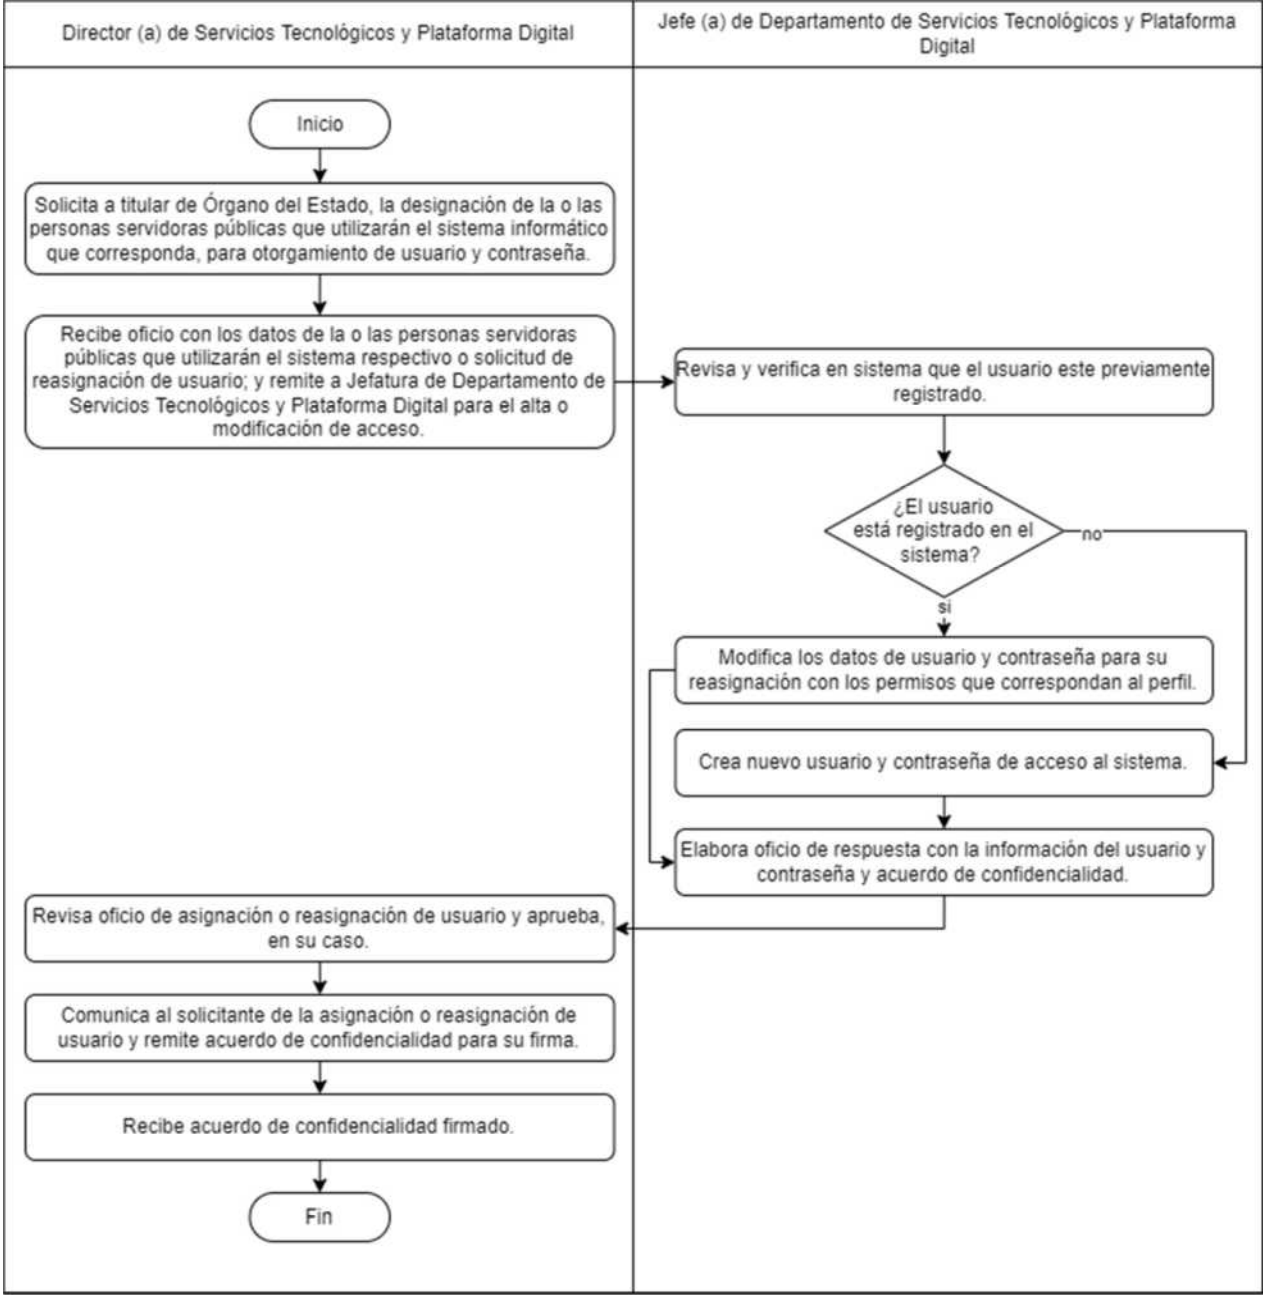 Director (a) de Servicios Tecnológicos y Plataforma Digital
Jefe (a) de Departamento de Servicios Tecnológicos y Plataforma
Digital
Inicio
Solicita a titular de Órgano del Estado, la designación de la o las
personas servidoras públicas que utilizarán el sistema informático
que corresponda, para otorgamiento de usuario y contraseña.
Recibe oficio con los datos de la o las personas servidoras
públicas que utilizarán el sistema respectivo o solicitud de
reasignación de usuario; y remite a Jefatura de Departamento de
Servicios Tecnológicos y Plataforma Digital para el alta o
modificación de acceso.
Revisa y verifica en sistema que el usuario este previamente
registrado.
¿El usuario
está registrado en el
sistema?
no
si
Modifica los datos de usuario y contraseña para su
reasignación con los permisos que correspondan al perfil.
Crea nuevo usuario y contraseña de acceso al sistema.
Elabora oficio de respuesta con la información del usuario y
contraseña y acuerdo de confidencialidad.
Revisa oficio de asignación o reasignación de usuario y aprueba,
en su caso.
Comunica al solicitante de la asignación o reasignación de
usuario y remite acuerdo de confidencialidad para su firma.
Recibe acuerdo de confidencialidad firmado.
Fin